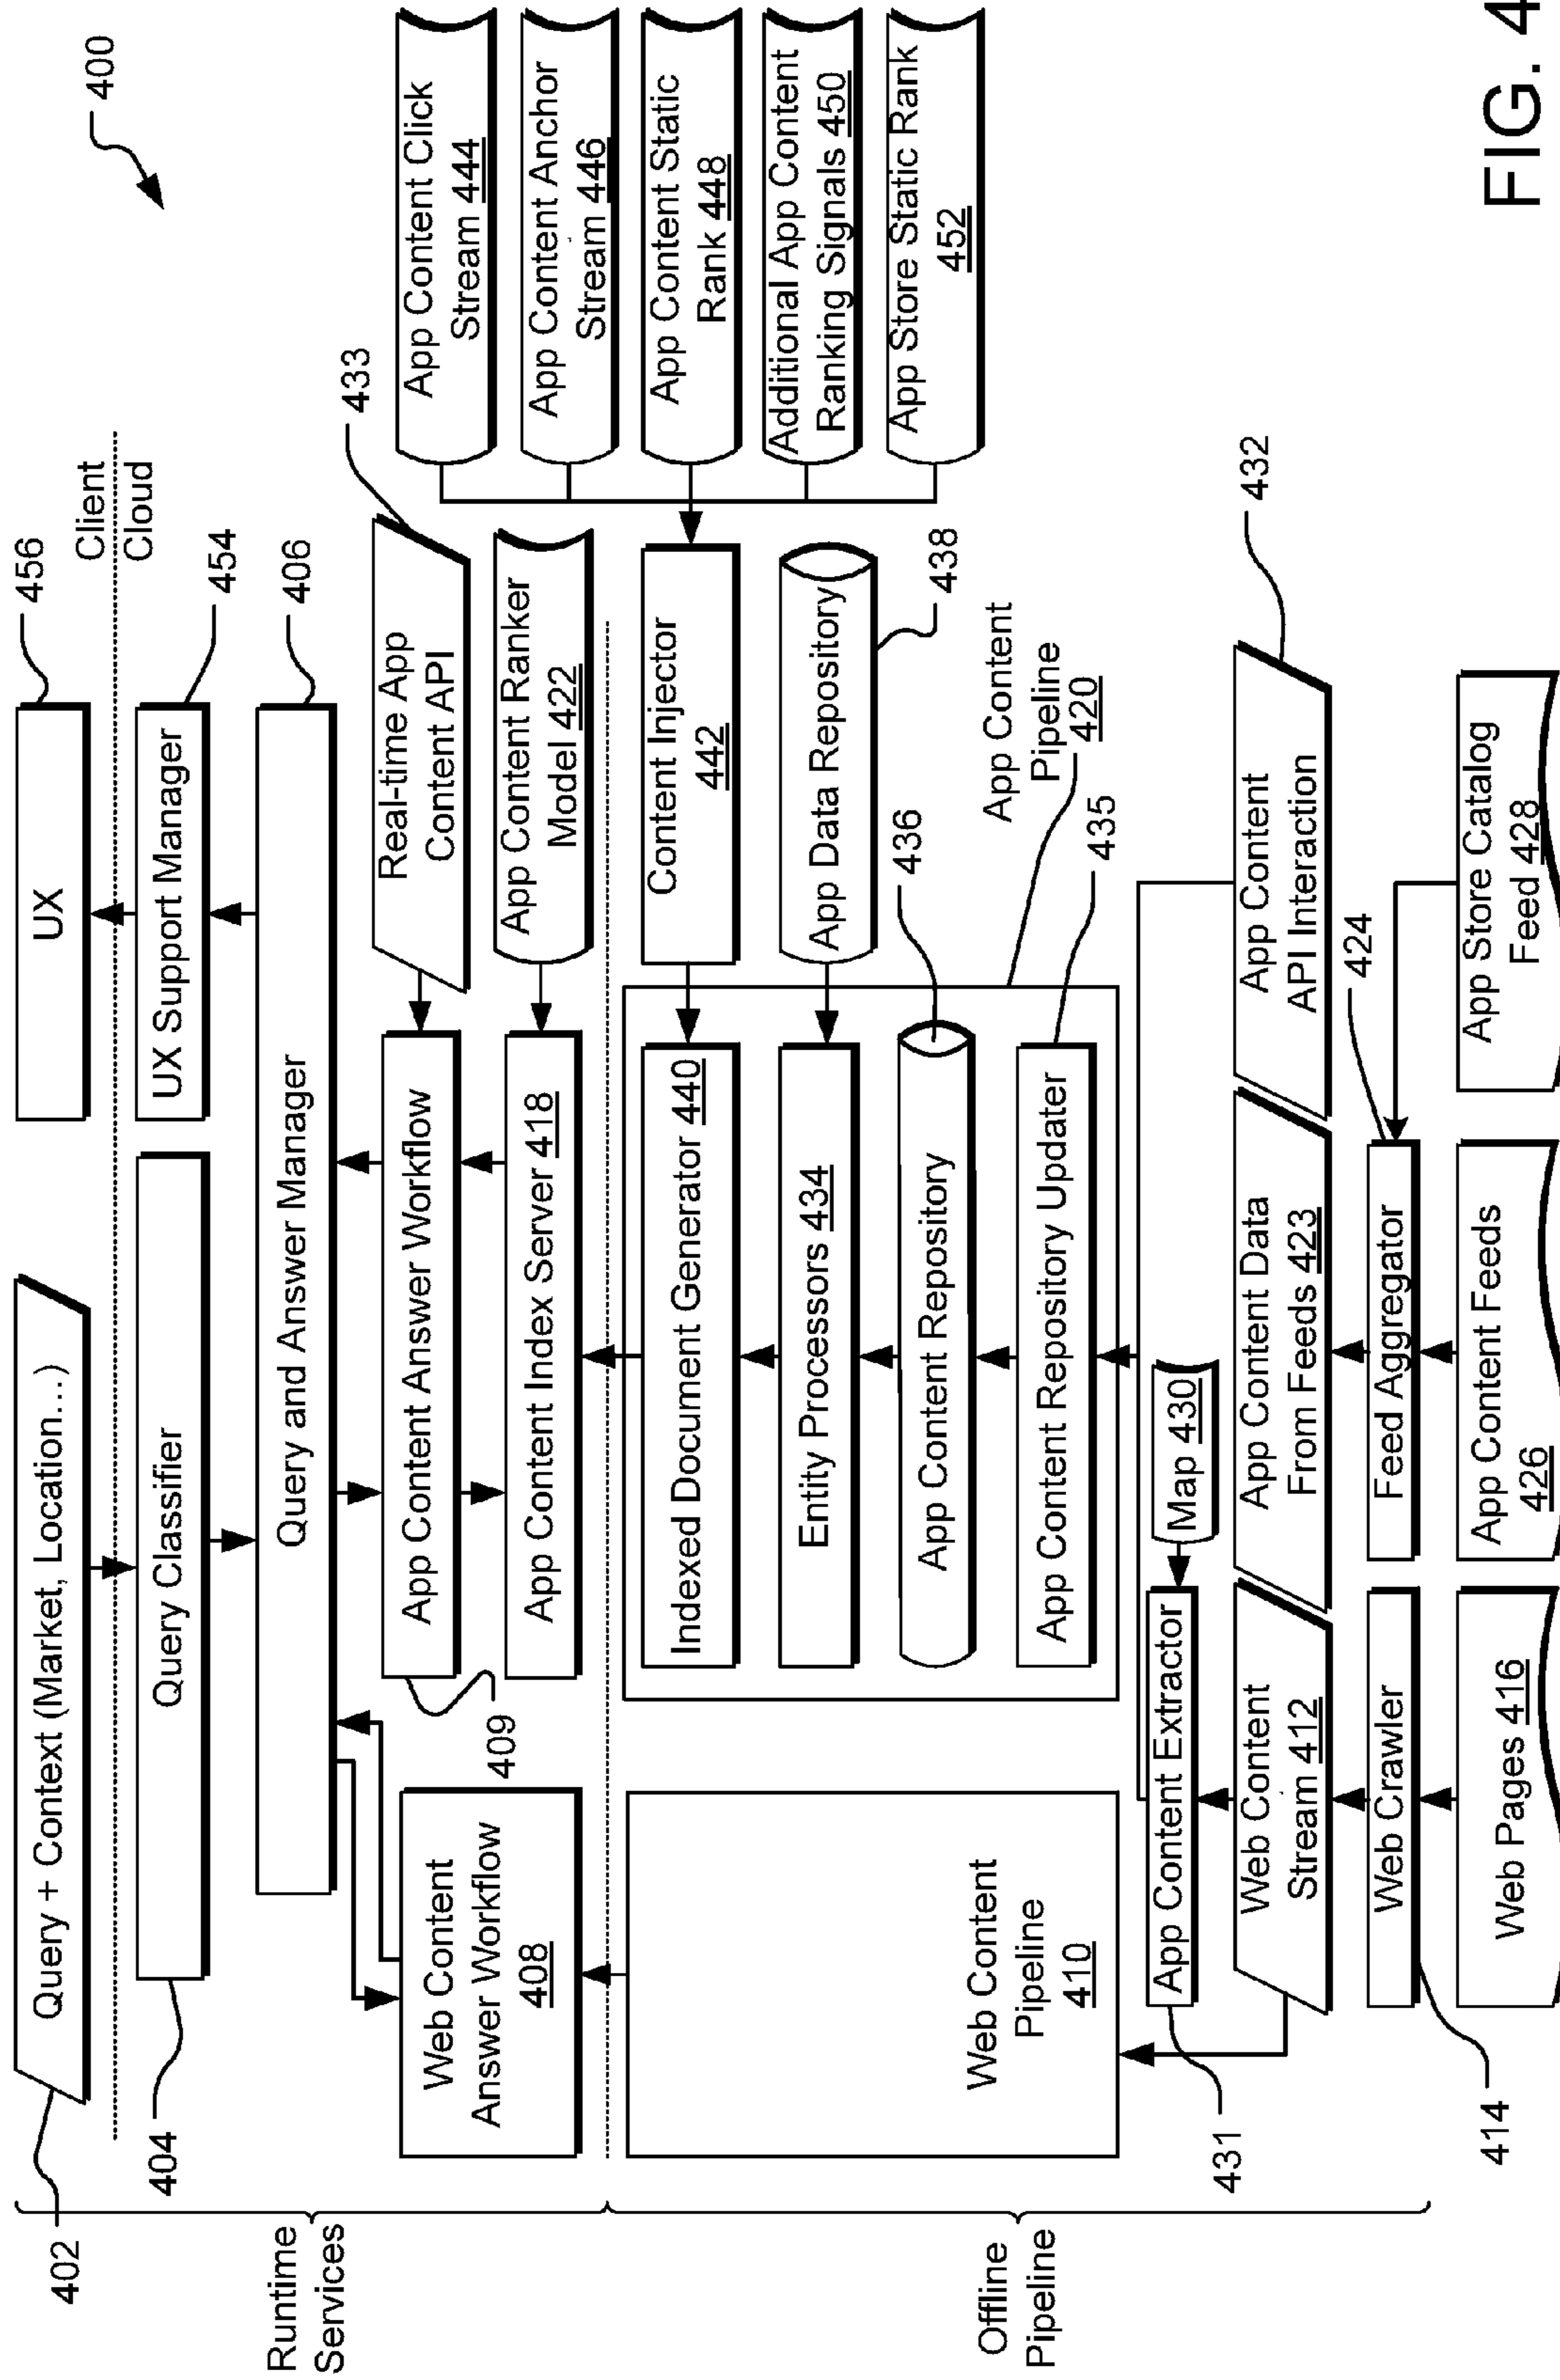 400
402
Query + Context (Market, Location...)
UX
456
Client
Cloud
404
Query Classifier
UX Support Manager
454
Query and Answer Manager
406
Runtime
Services
Web Content
Answer Workflow
408
409
App Content Answer Workflow
App Content Index Server 418
Real-time App
Content API
433
App Content Ranker
Model 422
App Content Click
Stream 444
App Content Anchor
Stream 446
App Content Static
Rank 448
Additional App Content
Ranking Signals 450
App Store Static Rank
452
Offline
Pipeline
Web Content
Pipeline
410
Indexed Document Generator 440
Content Injector
442
Entity Processors 434
App Data Repository
438
App Content Repository
436
App Content Repository Updater
435
App Content
Pipeline
420
431
App Content Extractor
Map 430
Web Content
Stream 412
App Content Data
From Feeds 423
App Content
API Interaction
432
414
Web Crawler
Feed Aggregator
424
Web Pages 416
App Content Feeds
426
App Store Catalog
Feed 428
FIG. 4